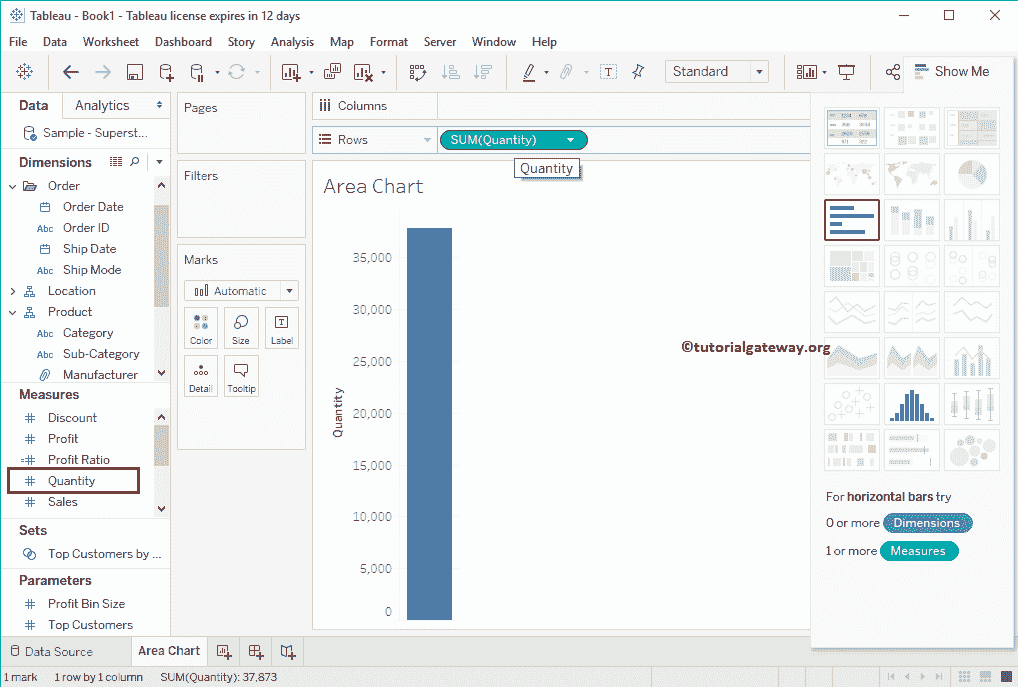 Tableau - Book1 - Tableau license expires in 12 days
File Data Worksheet Dashboard Story Analysis Map Format Server Window Help
Standard
Show Me
Data Analytics
Sample - Superst...
Dimensions
Order
Order Date
Abc Order ID
Ship Date
Abc Ship Mode
Location
Product
Abc Category
Abc Sub-Category
Manufacturer
Measures
Discount
Profit
Profit Ratio
Quantity
Sales
Sets
Top Customers by ...
Parameters
Profit Bin Size
Top Customers
Pages
Filters
Marks
Automatic
Color Size Label
Detail Tooltip
Columns
Rows SUM(Quantity)
Quantity
Area Chart
35,000
30,000
25,000
20,000
15,000
10,000
5,000
0
Quantity
©tutorialgateway.org
For horizontal bars try
0 or more Dimensions
1 or more Measures
Data Source Area Chart
1 mark 1 row by 1 column SUM(Quantity): 37,873